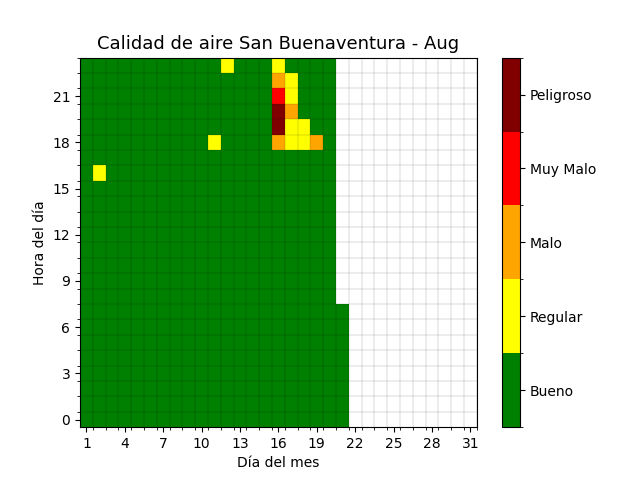 Calidad de aire San Buenaventura - Aug
Hora del día
21
18
15
12
9
6
3
0
1 4 7 10 13 16 19 22 25 28 31
Día del mes
Peligroso
Muy Malo
Malo
Regular
Bueno